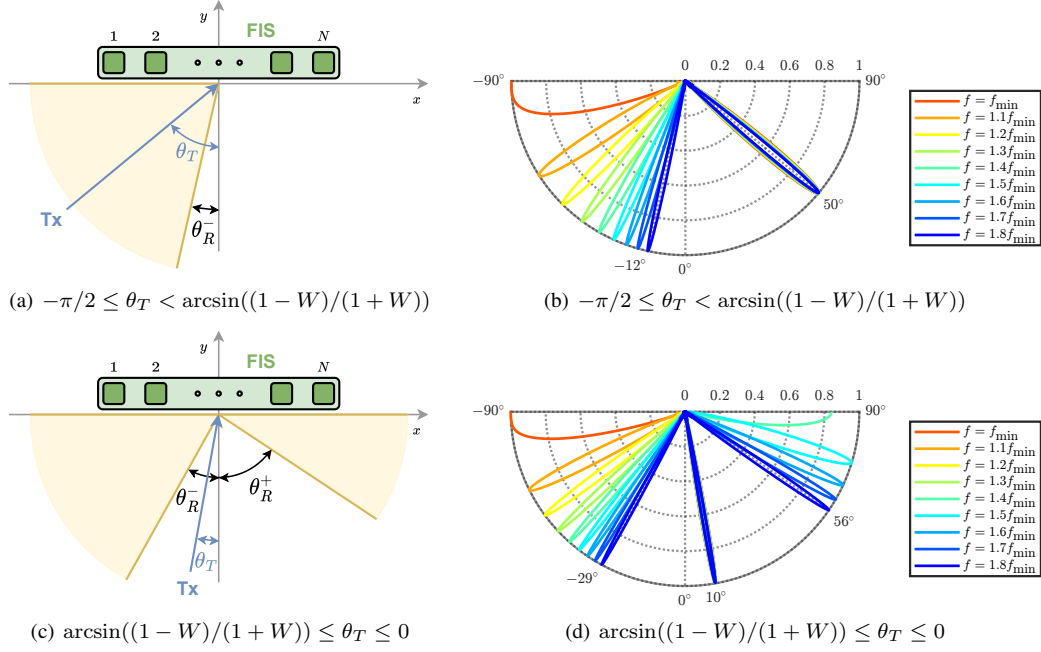 y
FIS
1 2 N
x
θ_T
Tx
θ_R^-
(a) −π/2 ≤ θ_T < arcsin((1 − W)/(1 + W))
0 0.2 0.4 0.6 0.8 1
−90° 90°
50°
−12°
0°
f = f_min
f = 1.1f_min
f = 1.2f_min
f = 1.3f_min
f = 1.4f_min
f = 1.5f_min
f = 1.6f_min
f = 1.7f_min
f = 1.8f_min
(b) −π/2 ≤ θ_T < arcsin((1 − W)/(1 + W))
y
FIS
1 2 N
x
θ_R^- θ_R^+
θ_T
Tx
(c) arcsin((1 − W)/(1 + W)) ≤ θ_T ≤ 0
0 0.2 0.4 0.6 0.8 1
−90° 90°
56°
−29°
0° 10°
f = f_min
f = 1.1f_min
f = 1.2f_min
f = 1.3f_min
f = 1.4f_min
f = 1.5f_min
f = 1.6f_min
f = 1.7f_min
f = 1.8f_min
(d) arcsin((1 − W)/(1 + W)) ≤ θ_T ≤ 0